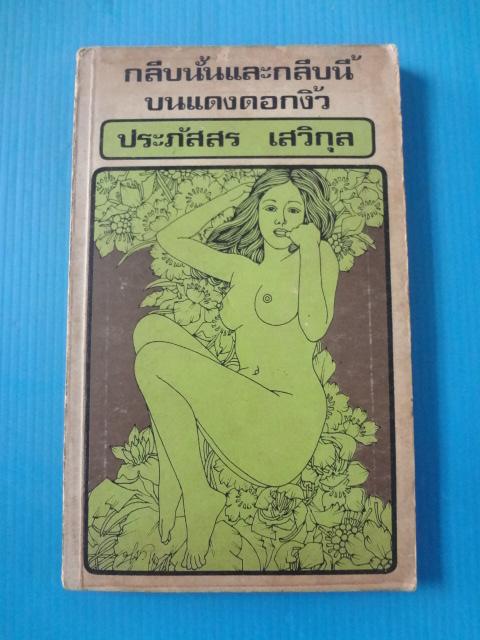 กลีบนั้นและกลีบนี้
บนแดงดอกงิ้ว
ประภัสสร เสวิกุล